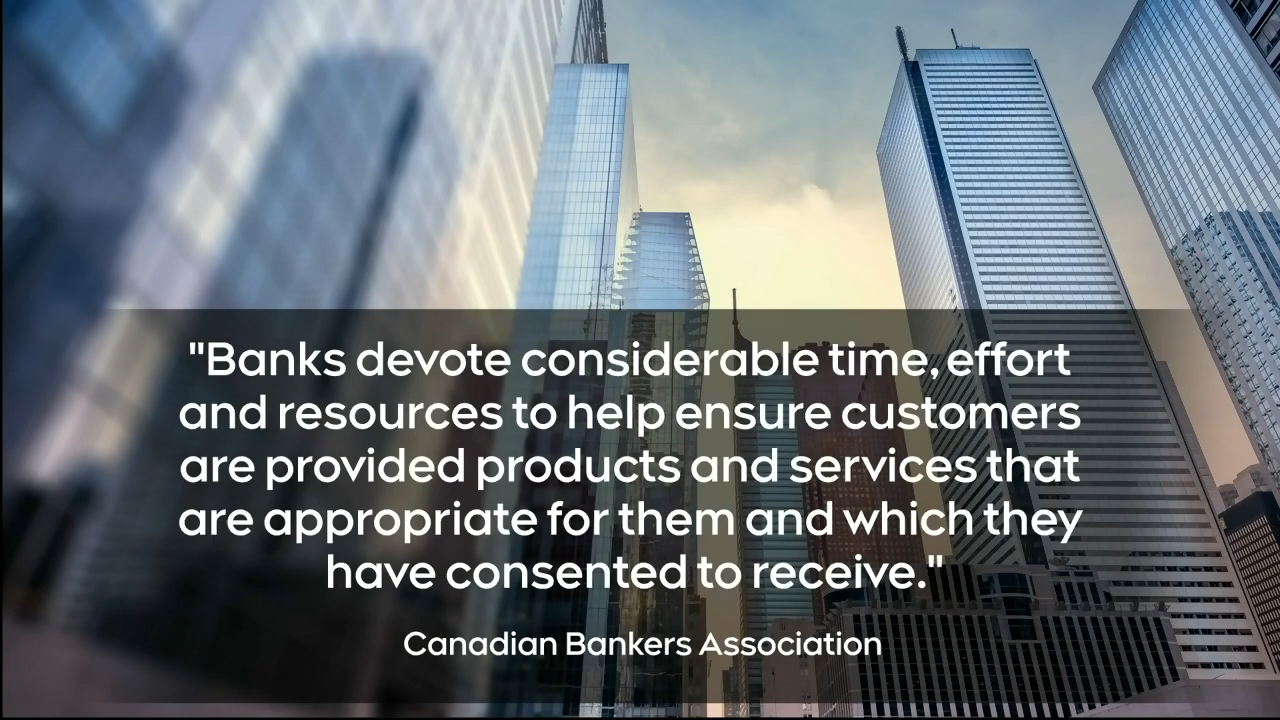 "Banks devote considerable time, effort
and resources to help ensure customers
are provided products and services that
are appropriate for them and which they
have consented to receive."
Canadian Bankers Association